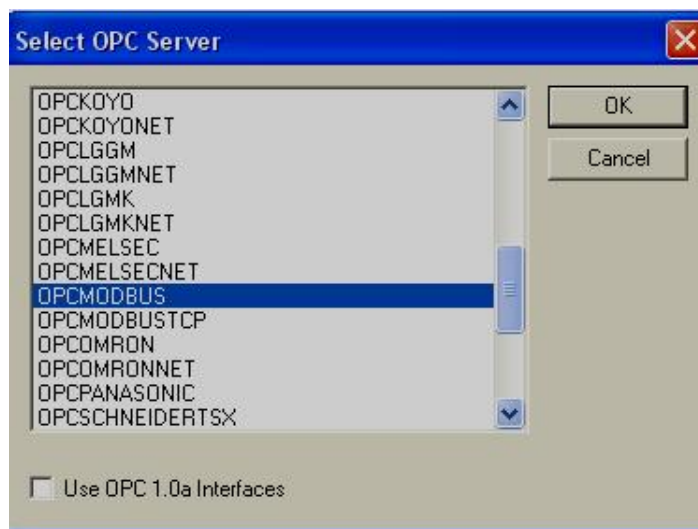 Select OPC Server
OPCKOYO
OPCKOYONET
OPCLGGM
OPCLGGMNET
OPCLGMK
OPCLGMKNET
OPCMELSEC
OPCMELSECNET
OPCMODBUS
OPCMODBUSTCP
OPCOMRON
OPCOMRONNET
OPCPANASONIC
OPCSCHNEIDERTSX
OK
Cancel
Use OPC 1.0a Interfaces